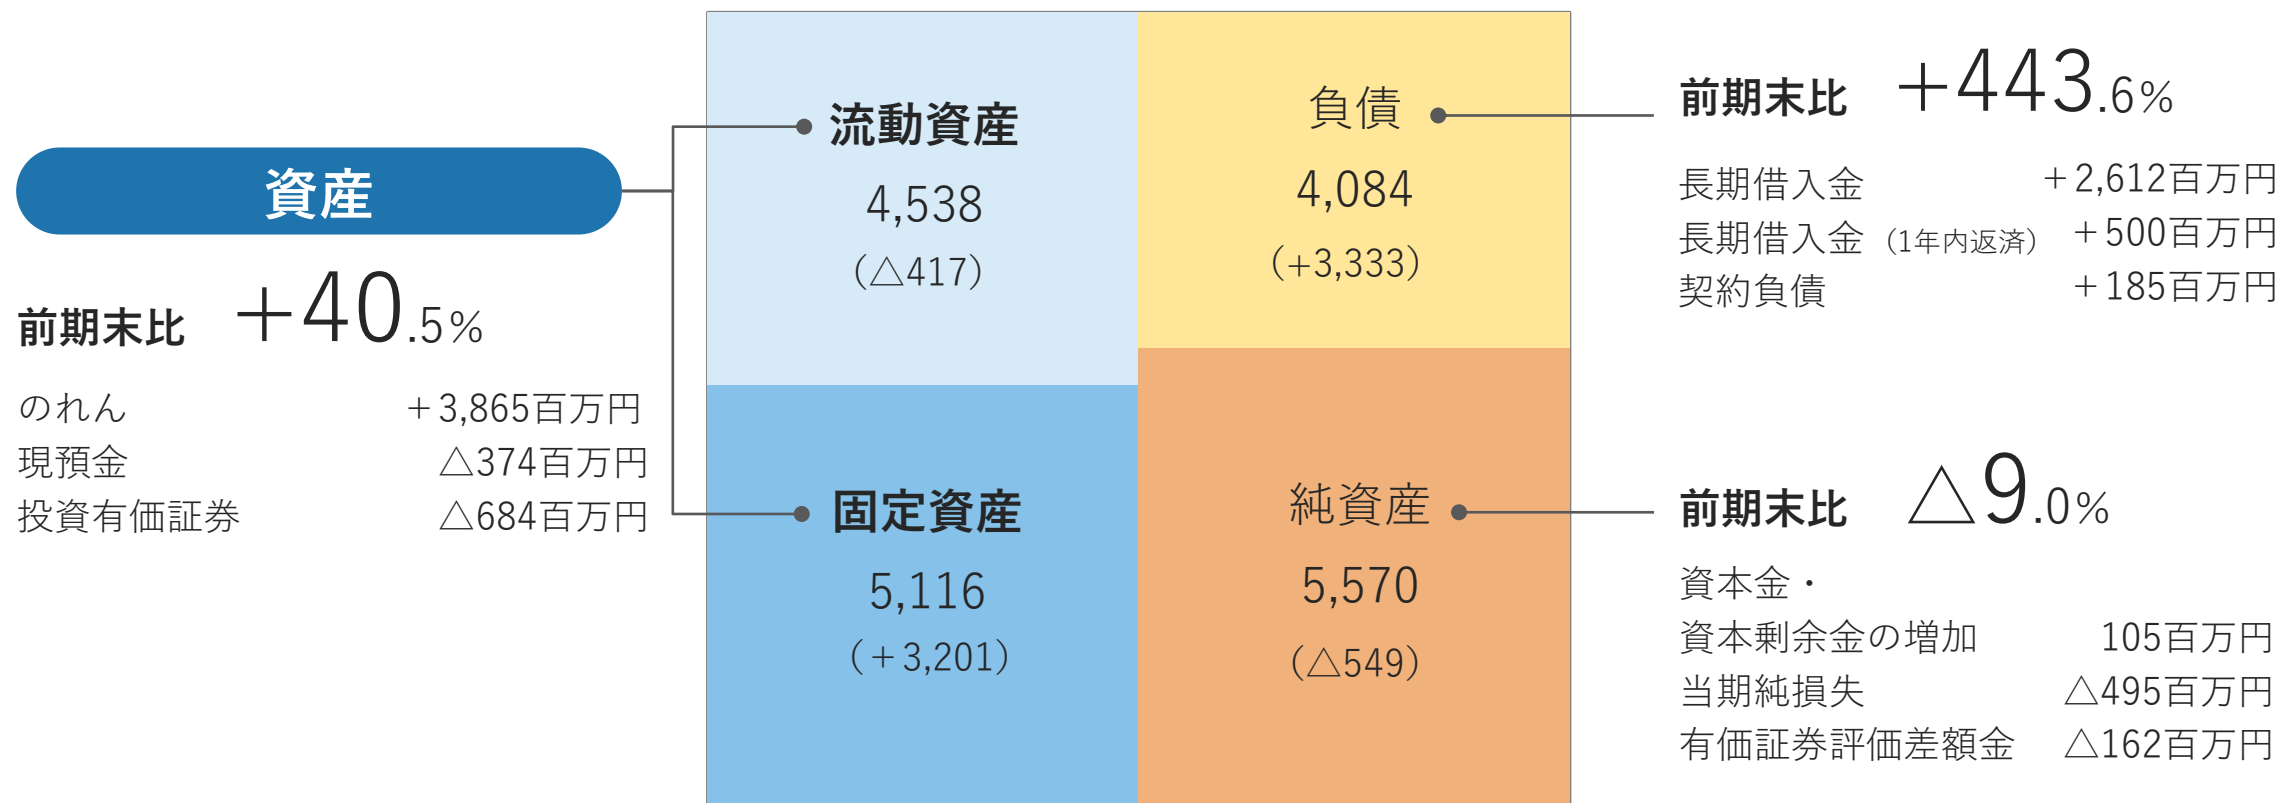 資産
前期末比 +40.5%
のれん +3,865百万円
現預金 △374百万円
投資有価証券 △684百万円
流動資産
4,538
(△417)
固定資産
5,116
(+3,201)
負債
4,084
(+3,333)
純資産
5,570
(△549)
前期末比 +443.6%
長期借入金 +2,612百万円
長期借入金(1年内返済) +500百万円
契約負債 +185百万円
前期末比 △9.0%
資本金・
資本剰余金の増加 105百万円
当期純損失 △495百万円
有価証券評価差額金 △162百万円